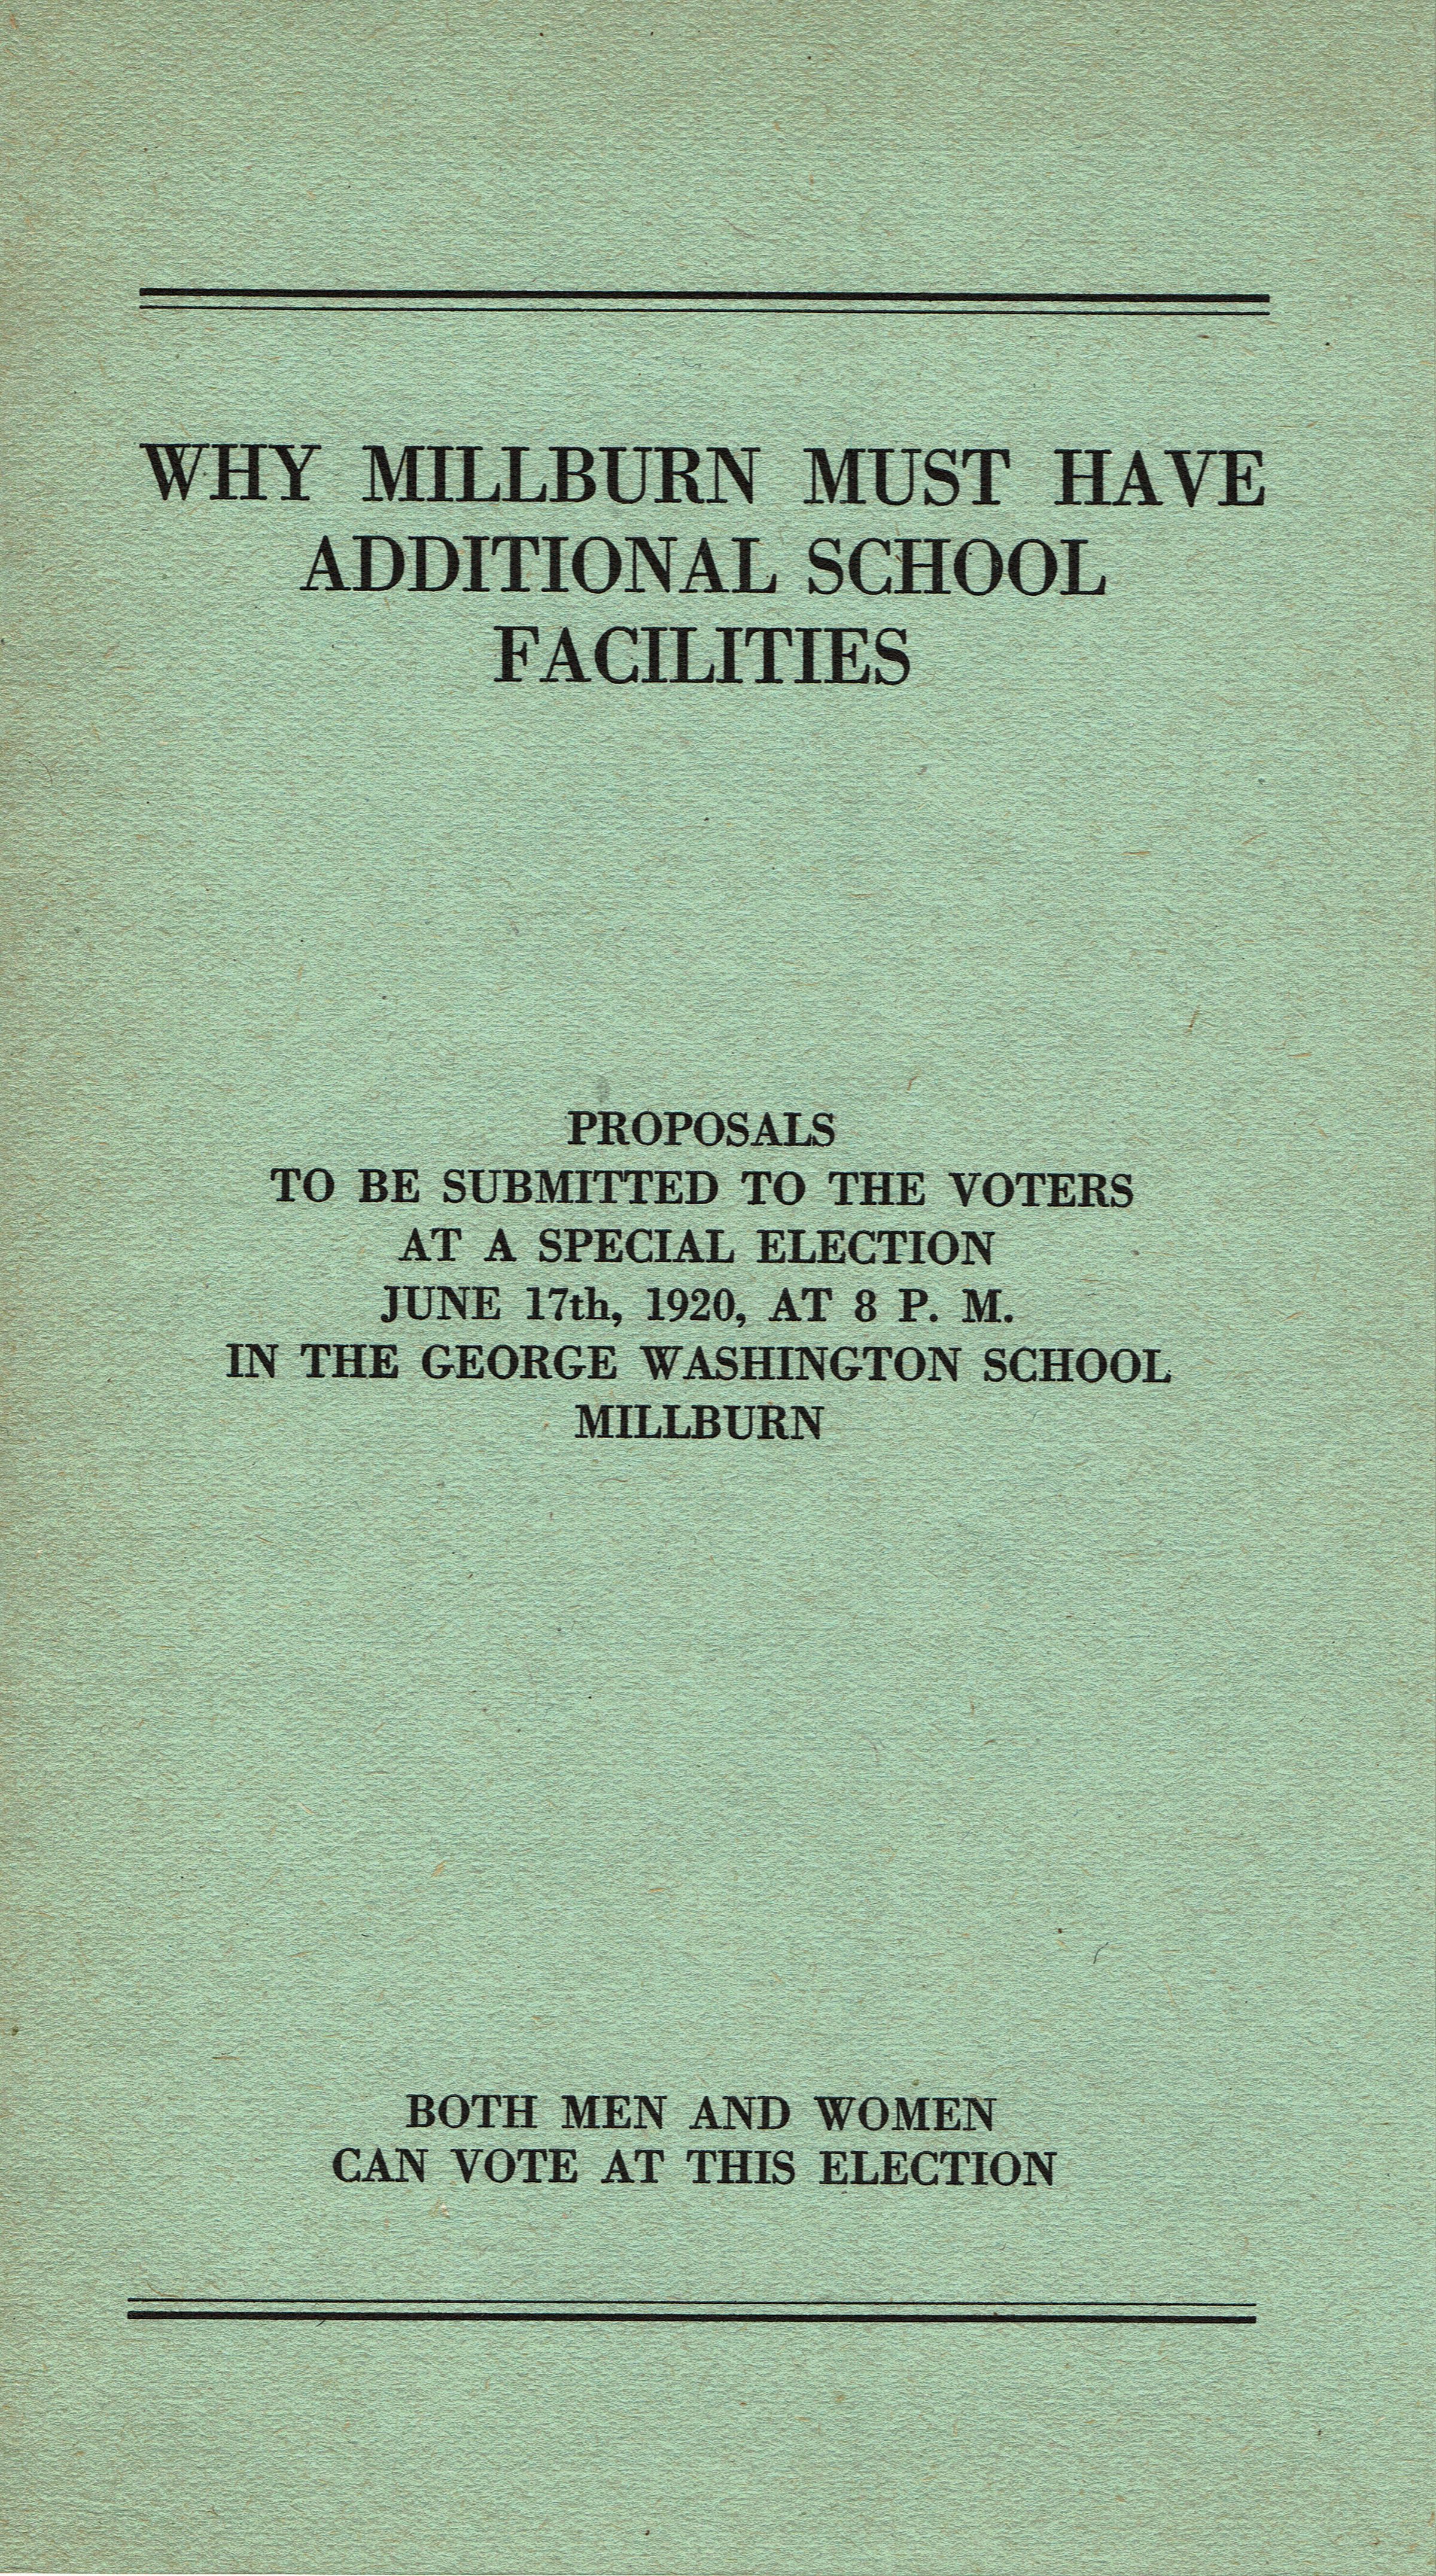 WHY MILLBURN MUST HAVE
ADDITIONAL SCHOOL
FACILITIES
PROPOSALS
TO BE SUBMITTED TO THE VOTERS
AT A SPECIAL ELECTION
JUNE 17th, 1920, AT 8 P. M.
IN THE GEORGE WASHINGTON SCHOOL
MILLBURN
BOTH MEN AND WOMEN
CAN VOTE AT THIS ELECTION